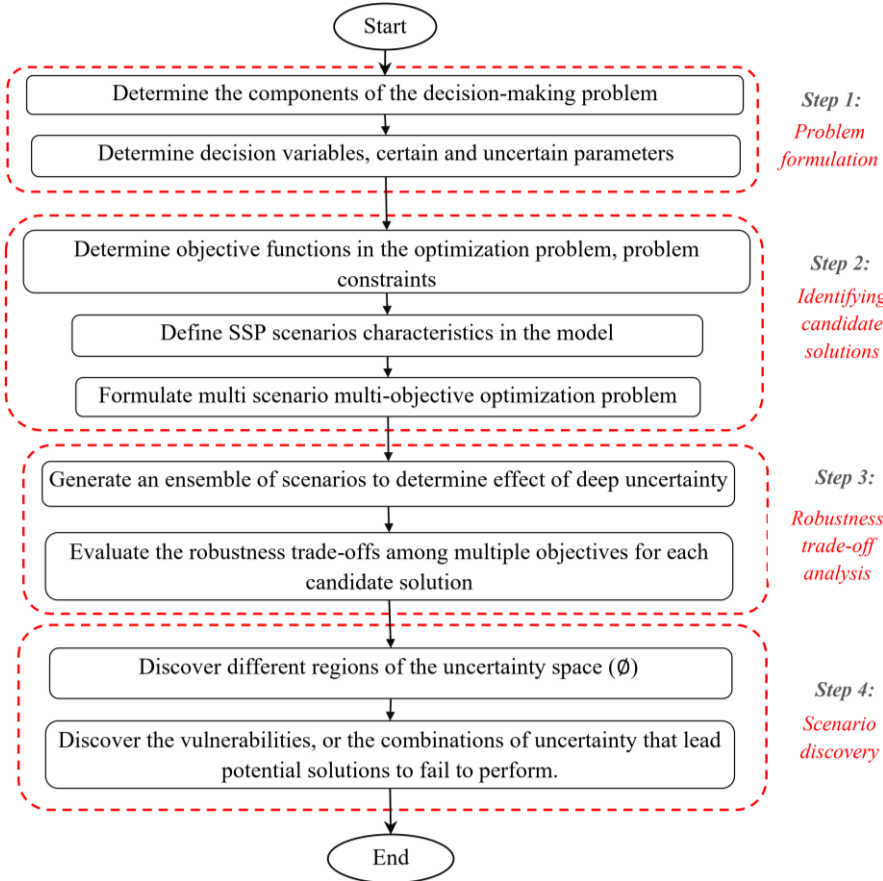 Start
Determine the components of the decision-making problem
Determine decision variables, certain and uncertain parameters
Step 1:
Problem
formulation
Determine objective functions in the optimization problem, problem
constraints
Define SSP scenarios characteristics in the model
Formulate multi scenario multi-objective optimization problem
Step 2:
Identifying
candidate
solutions
Generate an ensemble of scenarios to determine effect of deep uncertainty
Evaluate the robustness trade-offs among multiple objectives for each
candidate solution
Step 3:
Robustness
trade-off
analysis
Discover different regions of the uncertainty space (∅)
Discover the vulnerabilities, or the combinations of uncertainty that lead
potential solutions to fail to perform.
Step 4:
Scenario
discovery
End